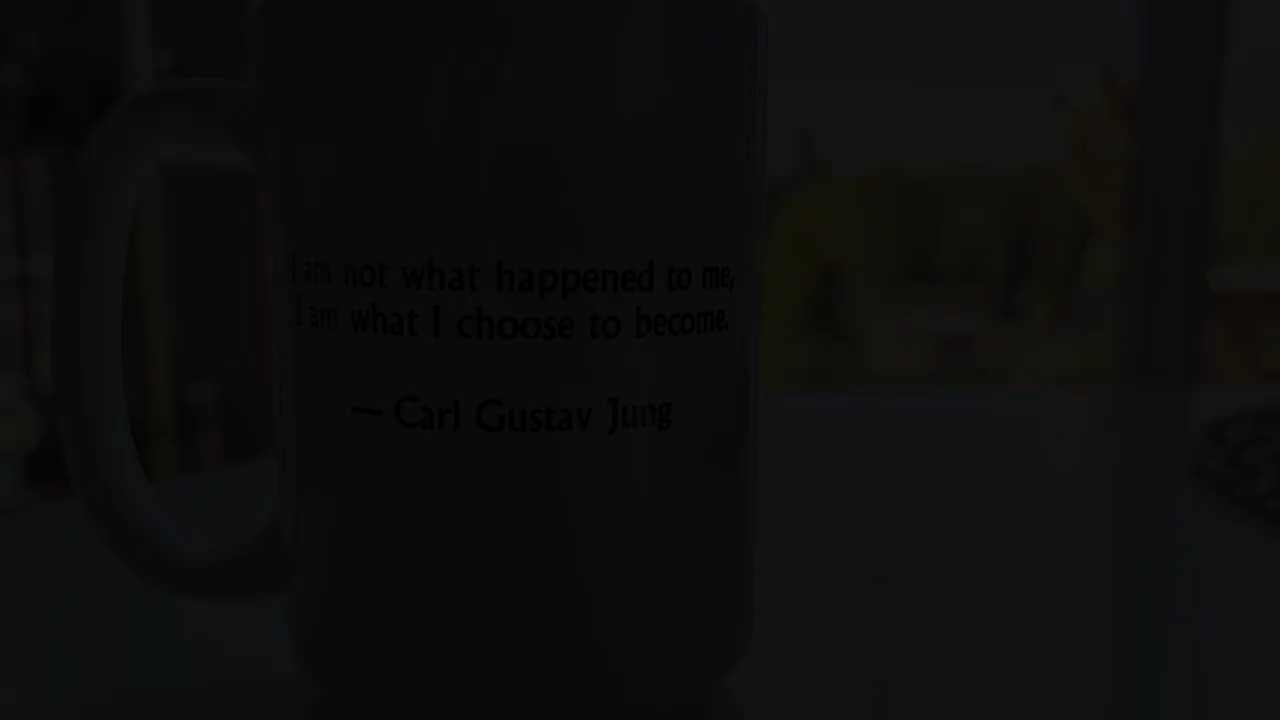 I am not what happened to me,
I am what I choose to become.
— Carl Gustav Jung